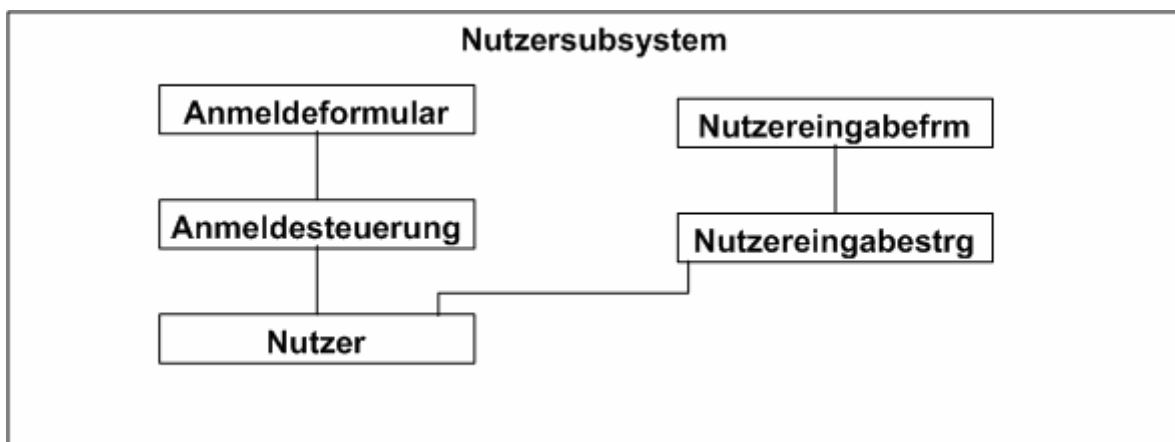 Nutzersubsystem
Anmeldeformular
Nutzereingabefrm
Anmeldesteuerung
Nutzereingabestrg
Nutzer